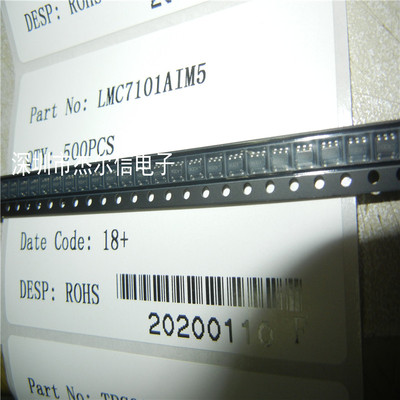 DESP: ROHS
Part No: LMC7101AIM5
QTY: 500PCS
深圳市杰尔信电子
Date Code: 18+
DESP: ROHS
20200110
Part No: